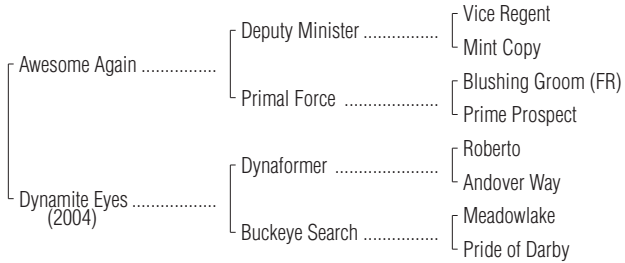 Vice Regent
Deputy Minister ................
Mint Copy
Awesome Again ................
Blushing Groom (FR)
Primal Force ....................
Prime Prospect
Roberto
Dynaformer ......................
Andover Way
Dynamite Eyes ..................
(2004)
Meadowlake
Buckeye Search ................
Pride of Darby